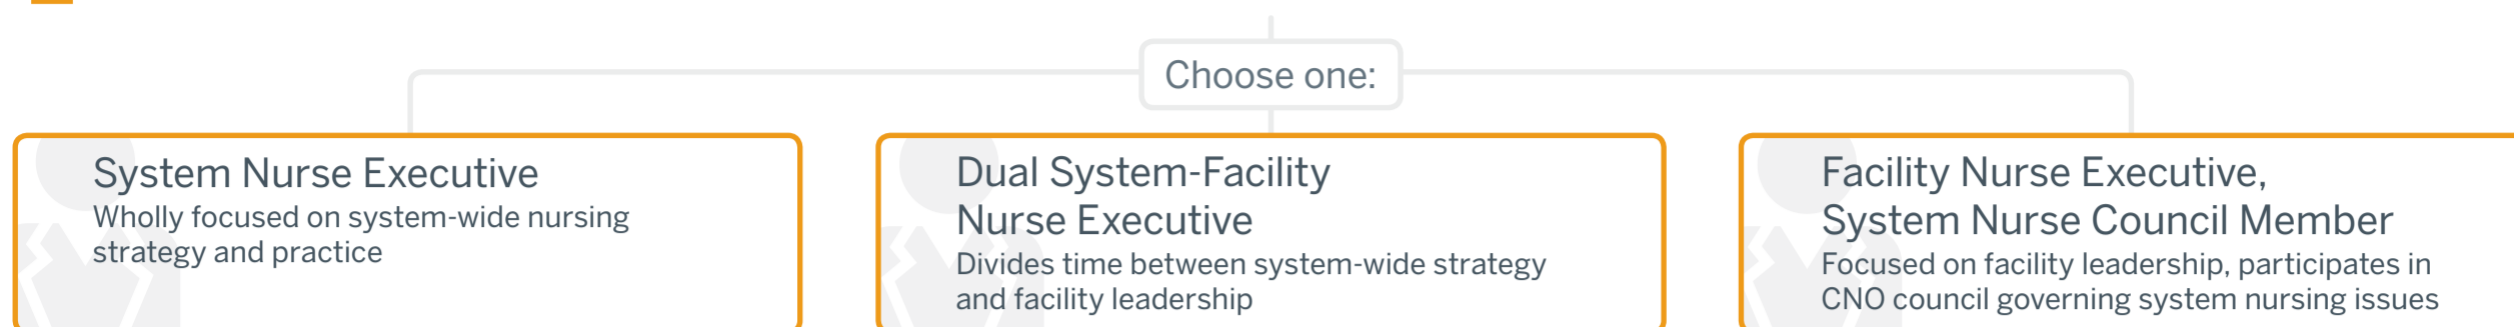 Choose one:
System Nurse Executive
Wholly focused on system-wide nursing
strategy and practice
Dual System-Facility
Nurse Executive
Divides time between system-wide strategy
and facility leadership
Facility Nurse Executive,
System Nurse Council Member
Focused on facility leadership, participates in
CNO council governing system nursing issues